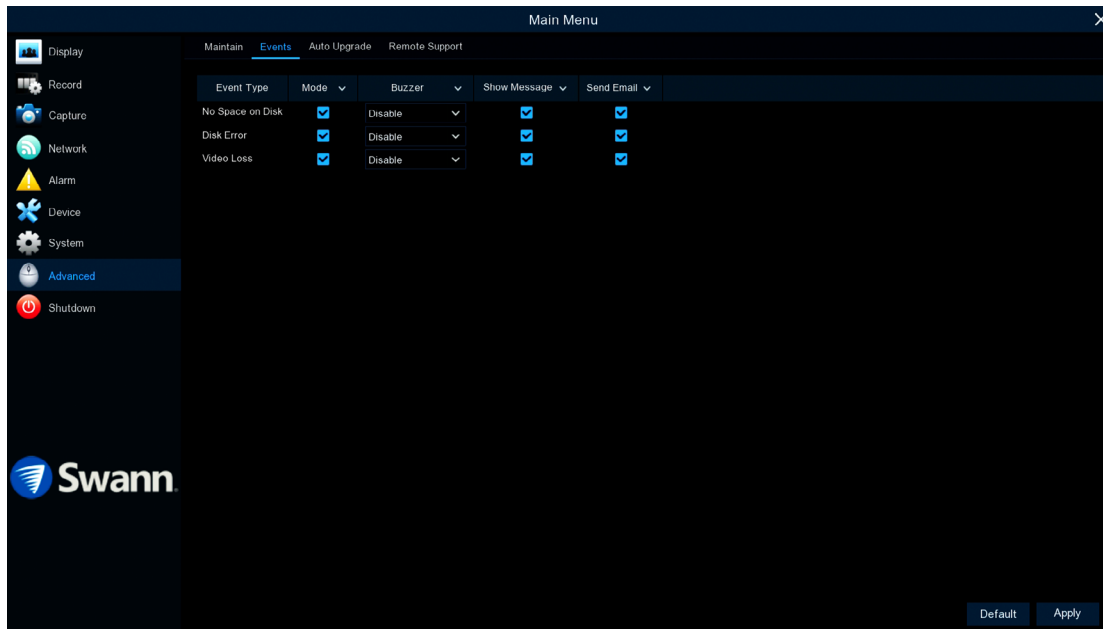 Main Menu
Display
Record
Capture
Network
Alarm
Device
System
Advanced
Shutdown
Swann
Maintain Events Auto Upgrade Remote Support
Event Type Mode Buzzer Show Message Send Email
No Space on Disk Disable
Disk Error Disable
Video Loss Disable
Default Apply